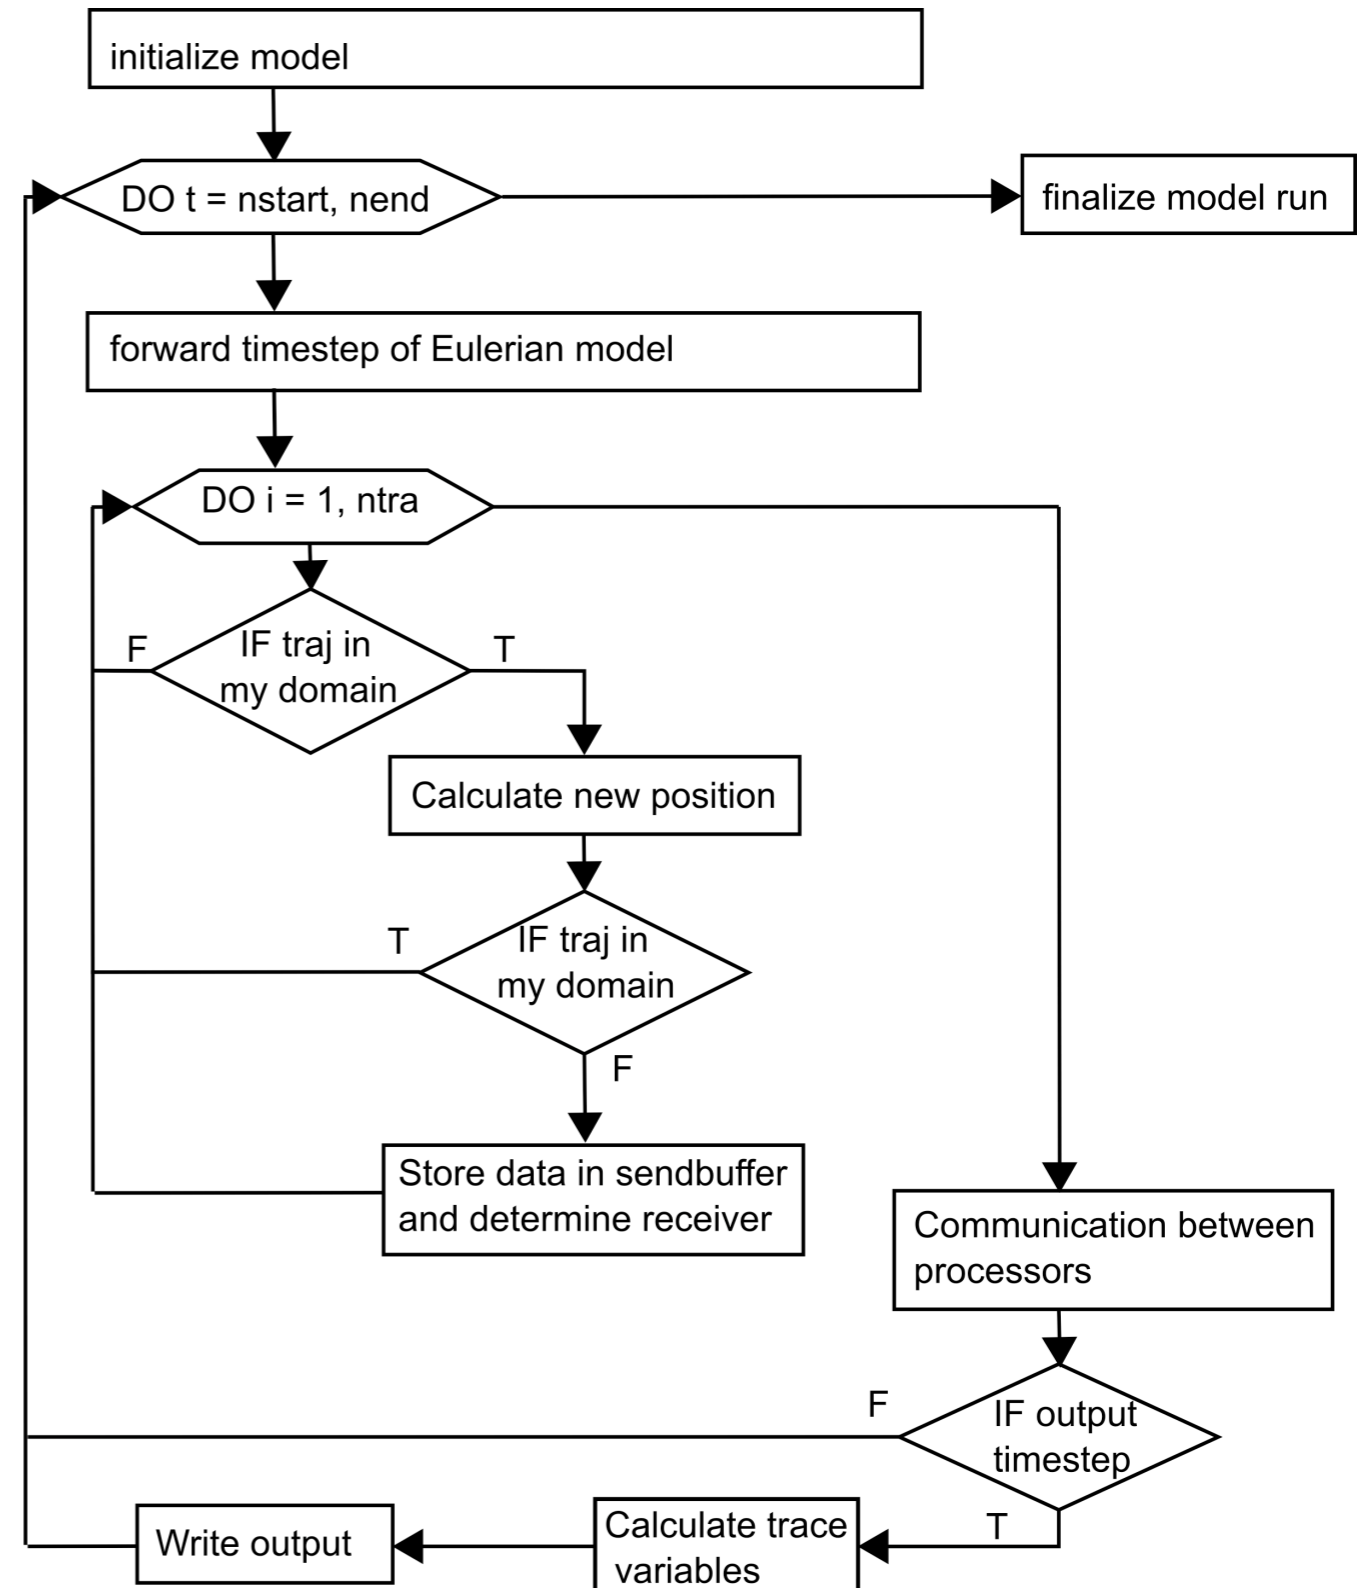 initialize model
DO t = nstart, nend
finalize model run
forward timestep of Eulerian model
DO i = 1, ntra
F
IF traj in
my domain
T
Calculate new position
T
IF traj in
my domain
F
Store data in sendbuffer
and determine receiver
Communication between
processors
F
IF output
timestep
T
Calculate trace
variables
Write output